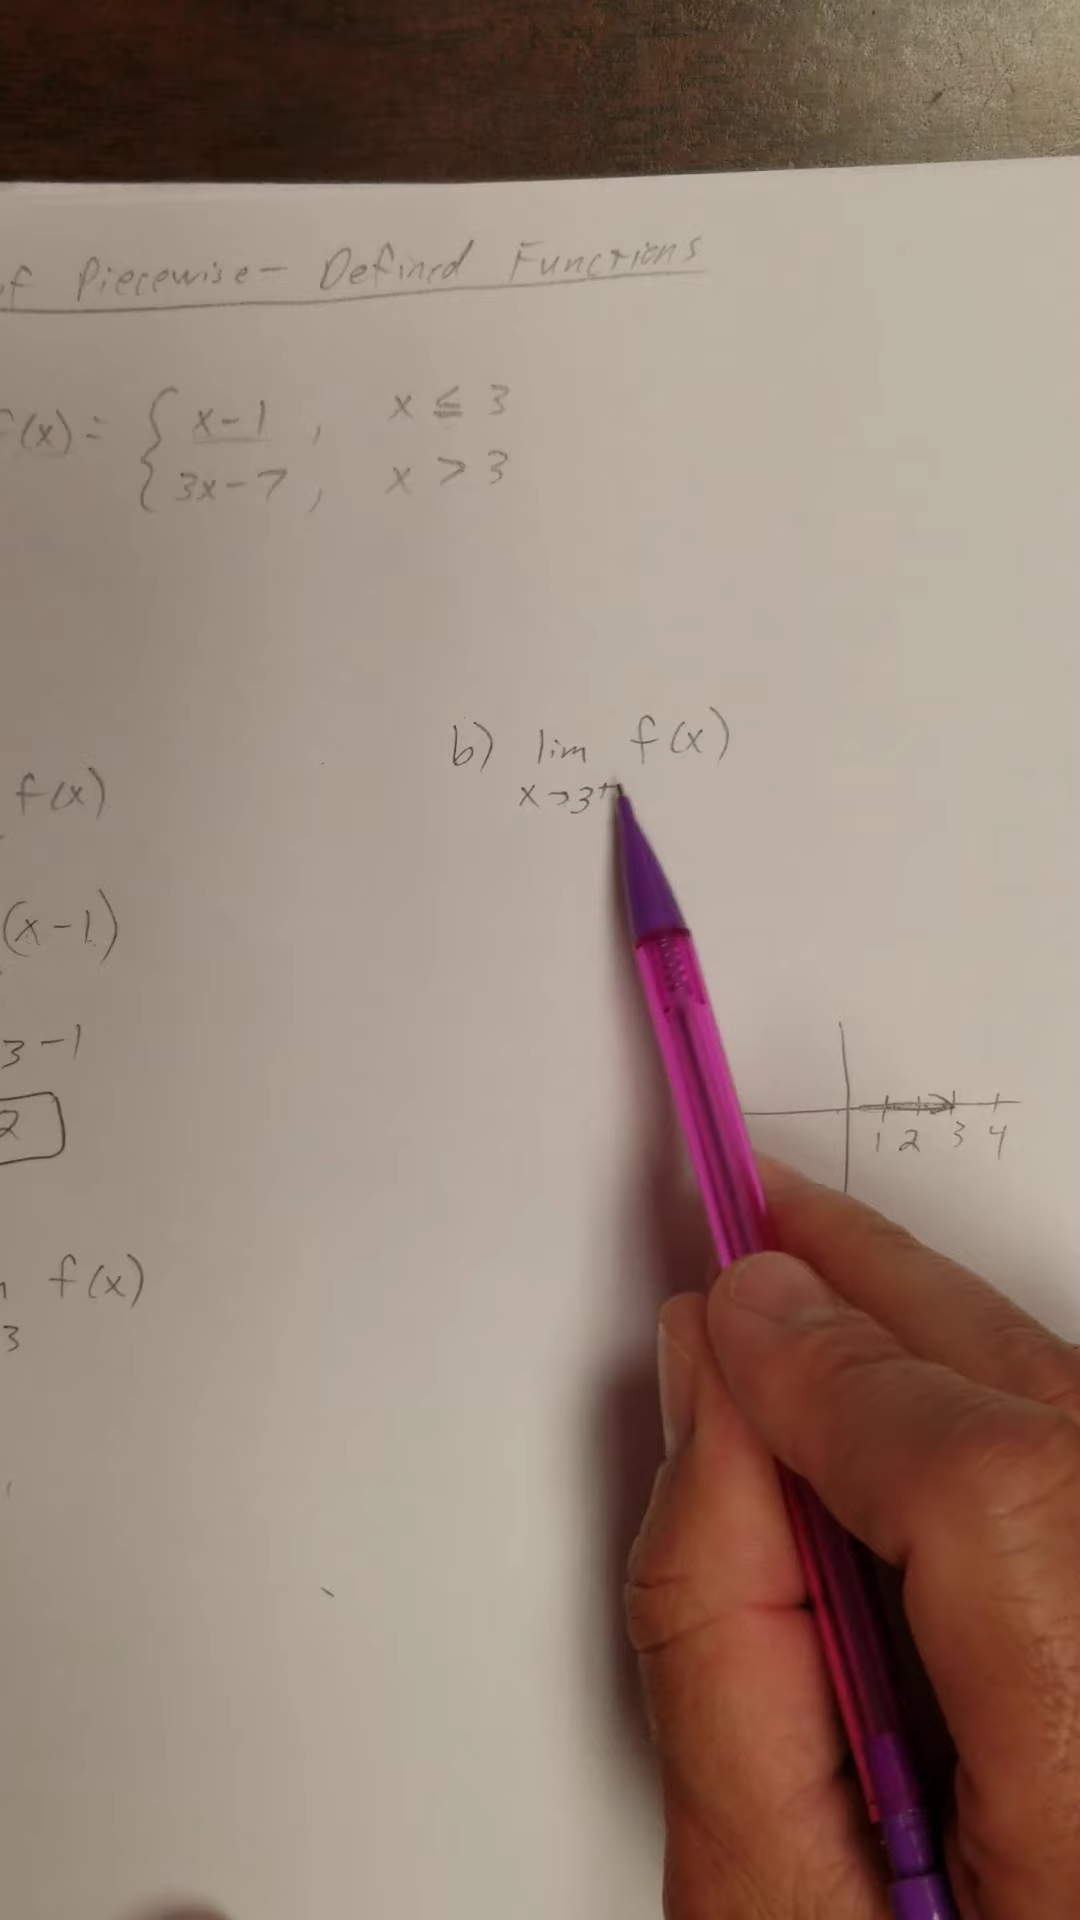 of Piecewise-Defined Functions
f(x) = { x-1 , x ≤ 3
3x-7 , x > 3
b) lim f(x)
x→3+
f(x)
(x-1)
3-1
2
1 2 3 4
f(x)
3